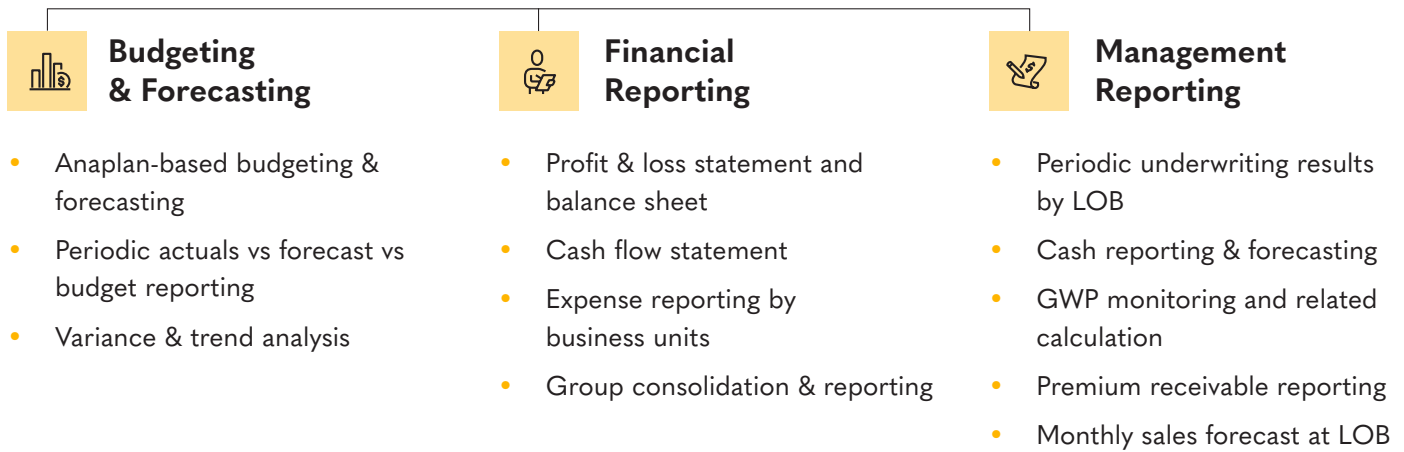 Budgeting
& Forecasting
• Anaplan-based budgeting &
forecasting
• Periodic actuals vs forecast vs
budget reporting
• Variance & trend analysis
Financial
Reporting
• Profit & loss statement and
balance sheet
• Cash flow statement
• Expense reporting by
business units
• Group consolidation & reporting
Management
Reporting
• Periodic underwriting results
by LOB
• Cash reporting & forecasting
• GWP monitoring and related
calculation
• Premium receivable reporting
• Monthly sales forecast at LOB